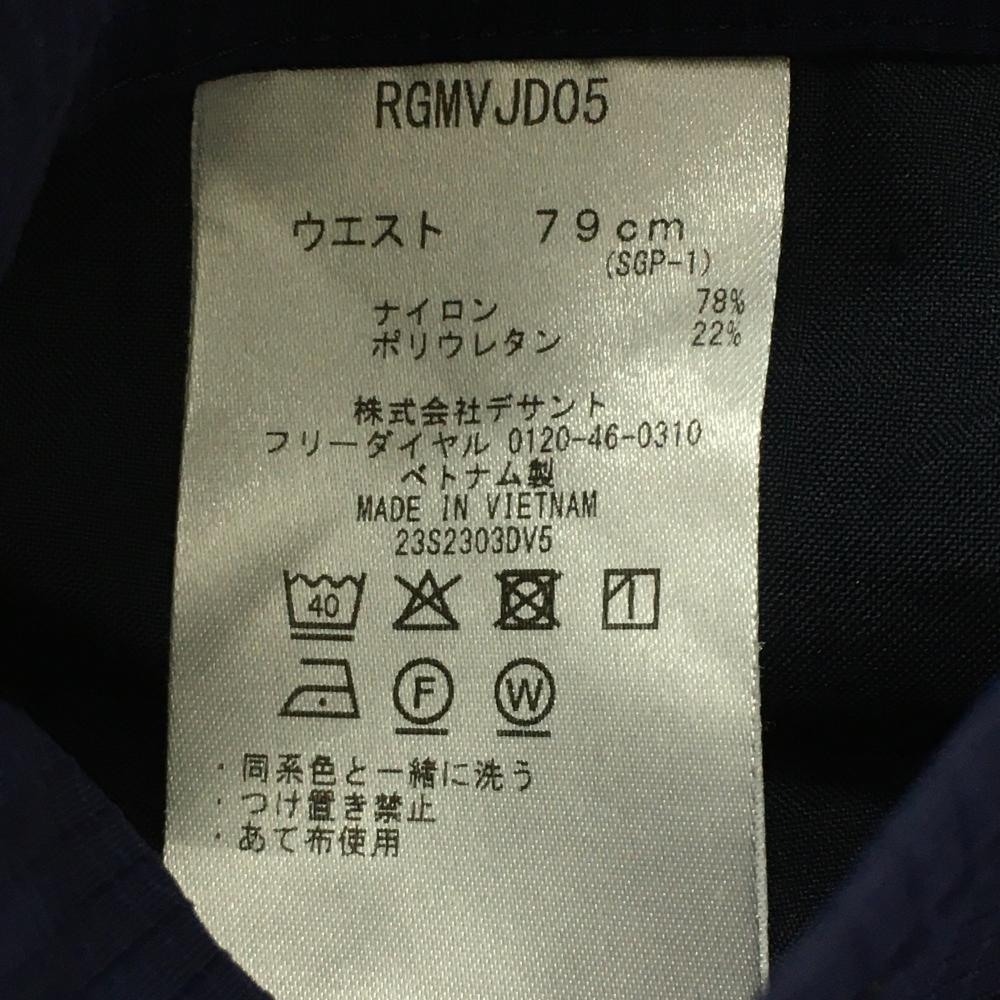 RGMVJD05
ウエスト　７９ｃｍ
(SGP-1)
ナイロン 78%
ポリウレタン 22%
株式会社デサント
フリーダイヤル 0120-46-0310
ベトナム製
MADE IN VIETNAM
23S2303DV5
40
F W
・同系色と一緒に洗う
・つけ置き禁止
・あて布使用